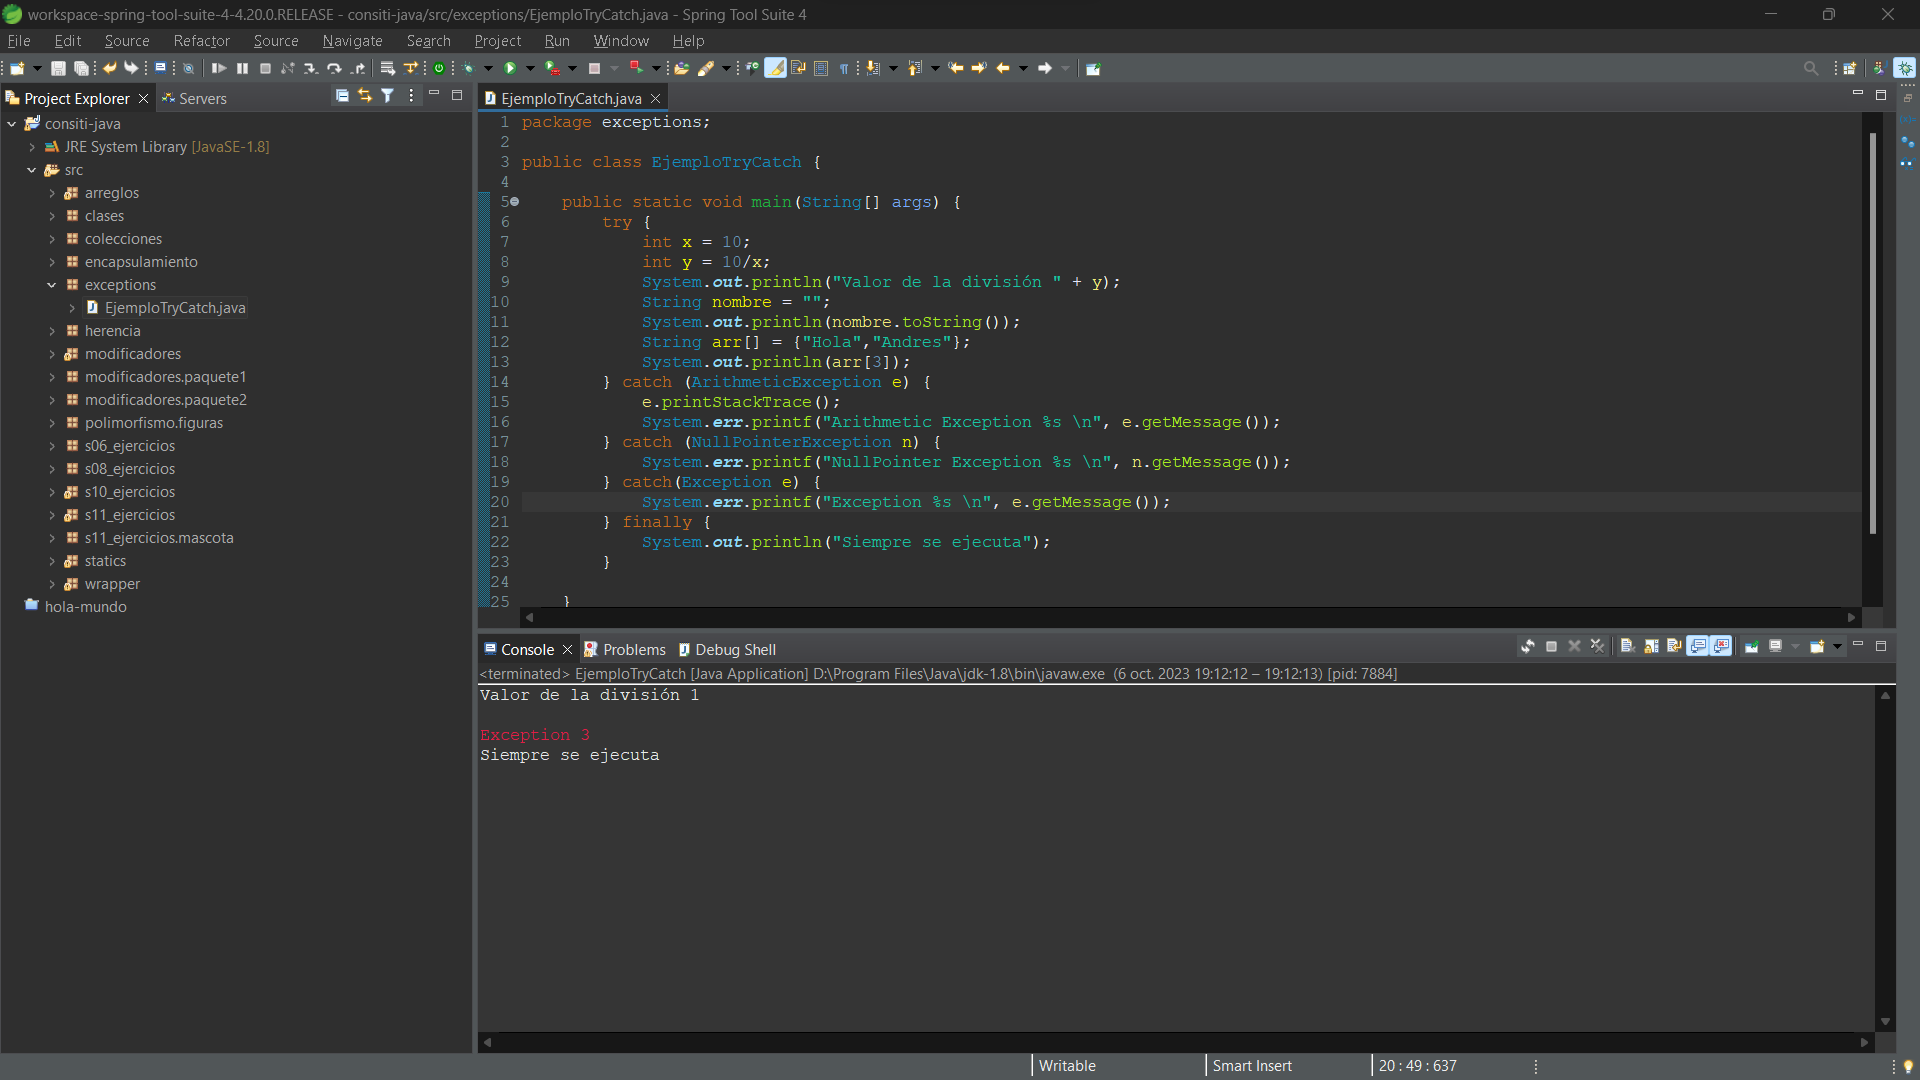 workspace-spring-tool-suite-4-4.20.0.RELEASE - consiti-java/src/exceptions/EjemploTryCatch.java - Spring Tool Suite 4
File Edit Source Refactor Source Navigate Search Project Run Window Help
Project Explorer Servers
consiti-java
JRE System Library [JavaSE-1.8]
src
arreglos
clases
colecciones
encapsulamiento
exceptions
EjemploTryCatch.java
herencia
modificadores
modificadores.paquete1
modificadores.paquete2
polimorfismo.figuras
s06_ejercicios
s08_ejercicios
s10_ejercicios
s11_ejercicios
s11_ejercicios.mascota
statics
wrapper
hola-mundo
EjemploTryCatch.java
1 package exceptions;
2
3 public class EjemploTryCatch {
4
5 public static void main(String[] args) {
6 try {
7 int x = 10;
8 int y = 10/x;
9 System.out.println("Valor de la división " + y);
10 String nombre = "";
11 System.out.println(nombre.toString());
12 String arr[] = {"Hola","Andres"};
13 System.out.println(arr[3]);
14 } catch (ArithmeticException e) {
15 e.printStackTrace();
16 System.err.printf("Arithmetic Exception %s \n", e.getMessage());
17 } catch (NullPointerException n) {
18 System.err.printf("NullPointer Exception %s \n", n.getMessage());
19 } catch(Exception e) {
20 System.err.printf("Exception %s \n", e.getMessage());
21 } finally {
22 System.out.println("Siempre se ejecuta");
23 }
24
25 }
Console Problems Debug Shell
<terminated> EjemploTryCatch [Java Application] D:\Program Files\Java\jdk-1.8\bin\javaw.exe (6 oct. 2023 19:12:12 – 19:12:13) [pid: 7884]
Valor de la división 1
Exception 3
Siempre se ejecuta
Writable Smart Insert 20 : 49 : 637